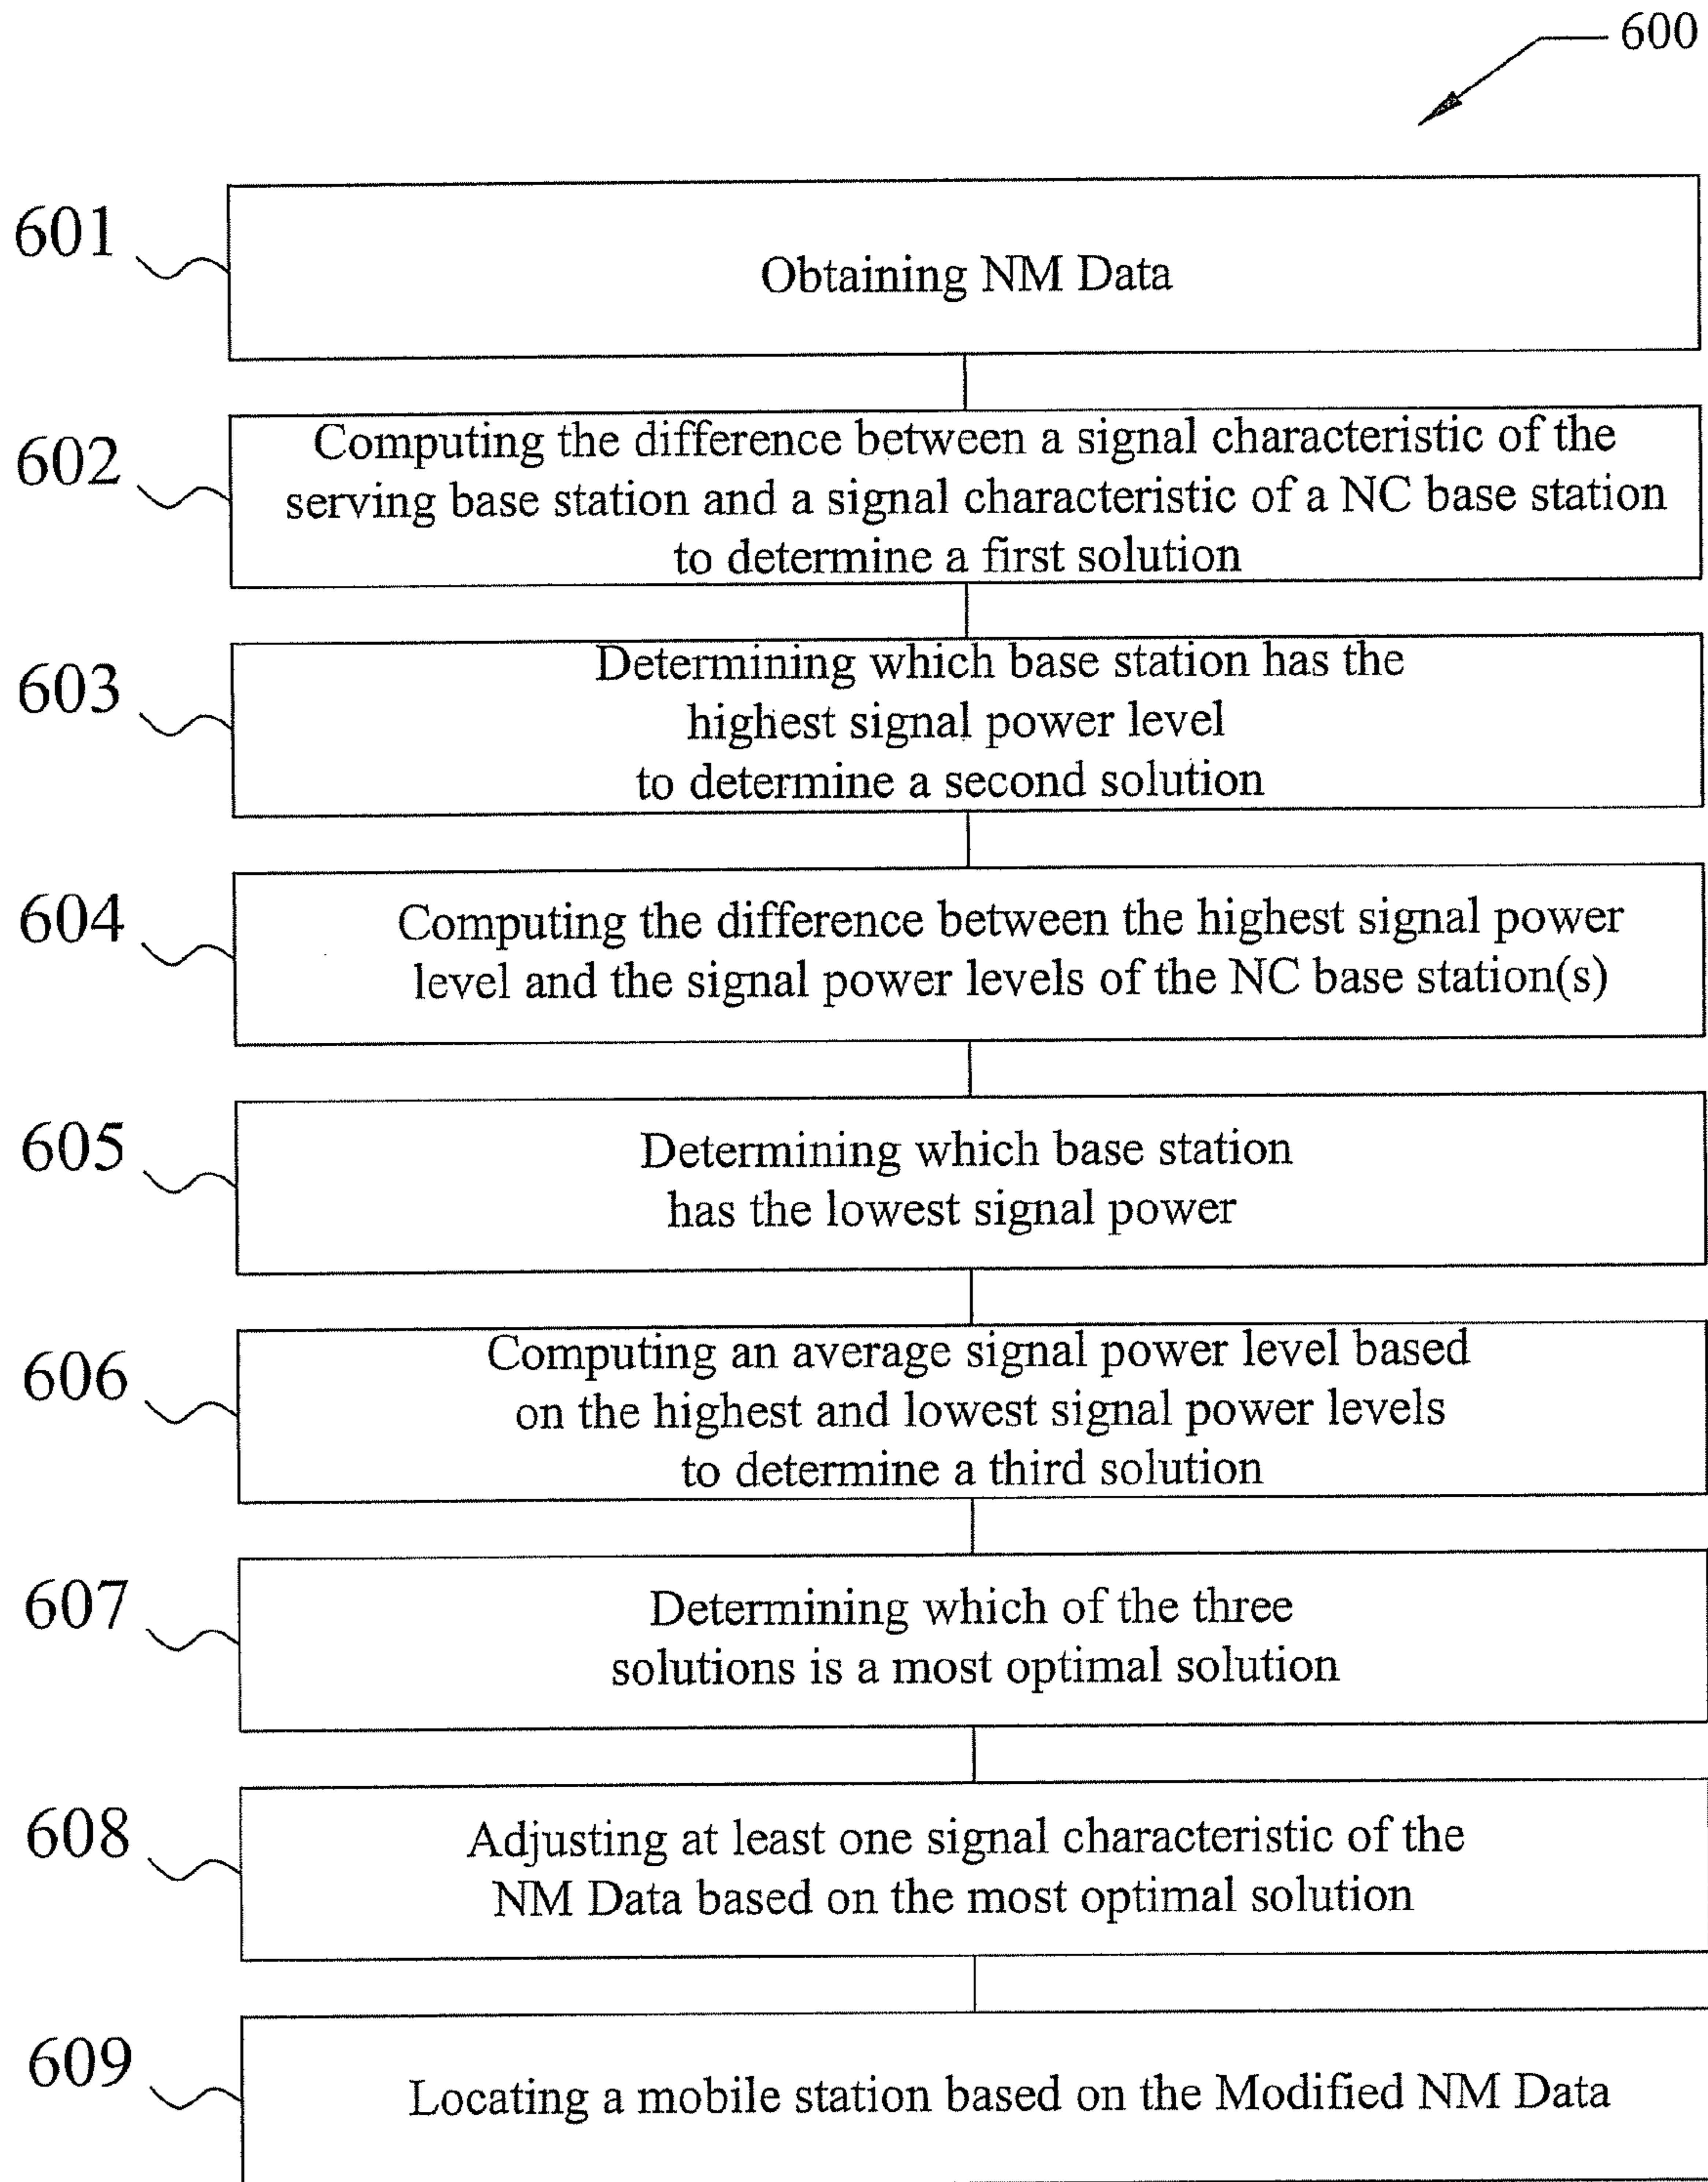 600
601
Obtaining NM Data
602
Computing the difference between a signal characteristic of the
serving base station and a signal characteristic of a NC base station
to determine a first solution
603
Determining which base station has the
highest signal power level
to determine a second solution
604
Computing the difference between the highest signal power
level and the signal power levels of the NC base station(s)
605
Determining which base station
has the lowest signal power
606
Computing an average signal power level based
on the highest and lowest signal power levels
to determine a third solution
607
Determining which of the three
solutions is a most optimal solution
608
Adjusting at least one signal characteristic of the
NM Data based on the most optimal solution
609
Locating a mobile station based on the Modified NM Data